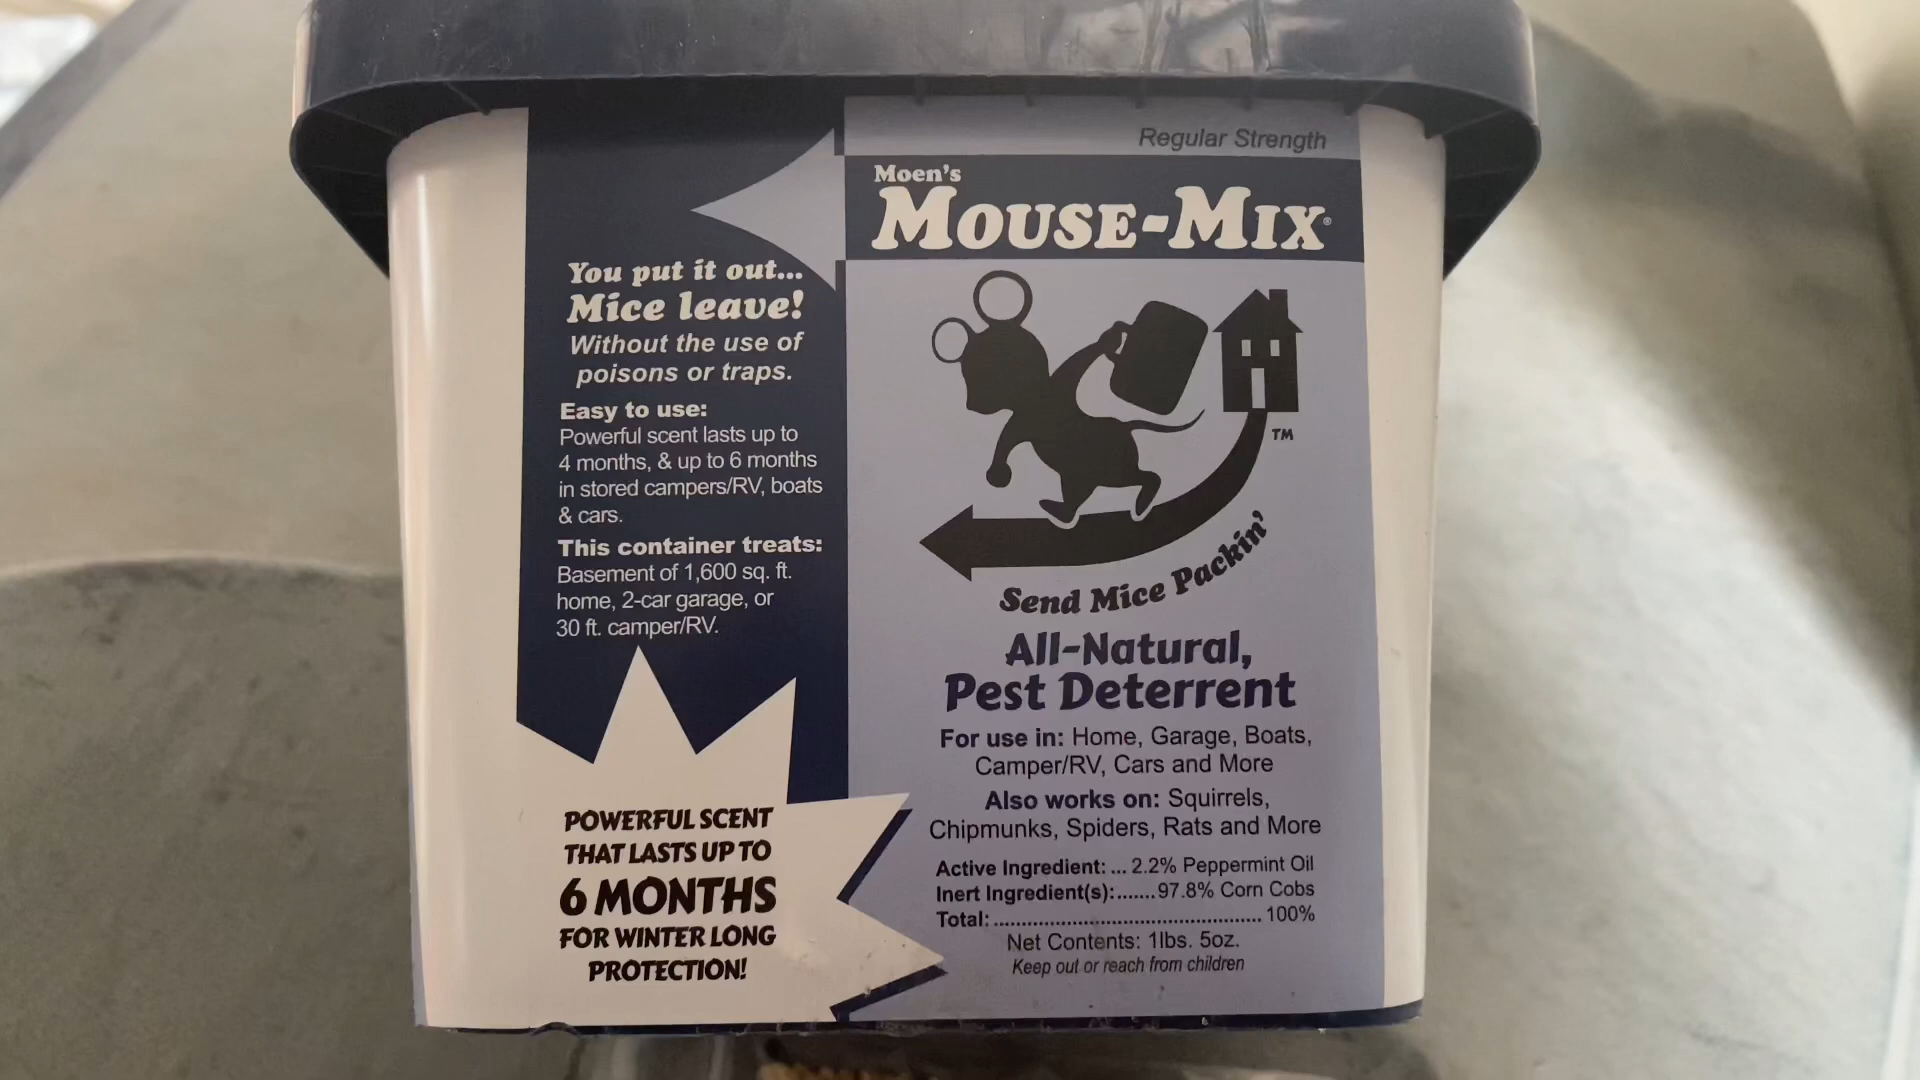 Regular Strength
Moen's
MOUSE-MIX®
You put it out...
Mice leave!
Without the use of
poisons or traps.
Easy to use:
Powerful scent lasts up to
4 months, & up to 6 months
in stored campers/RV, boats
& cars.
This container treats:
Basement of 1,600 sq. ft.
home, 2-car garage, or
30 ft. camper/RV.
POWERFUL SCENT
THAT LASTS UP TO
6 MONTHS
FOR WINTER LONG
PROTECTION!
TM
Send Mice Packin'
All-Natural,
Pest Deterrent
For use in: Home, Garage, Boats,
Camper/RV, Cars and More
Also works on: Squirrels,
Chipmunks, Spiders, Rats and More
Active Ingredient: ... 2.2% Peppermint Oil
Inert Ingredient(s):.......97.8% Corn Cobs
Total: ............................................. 100%
Net Contents: 1lbs. 5oz.
Keep out or reach from children